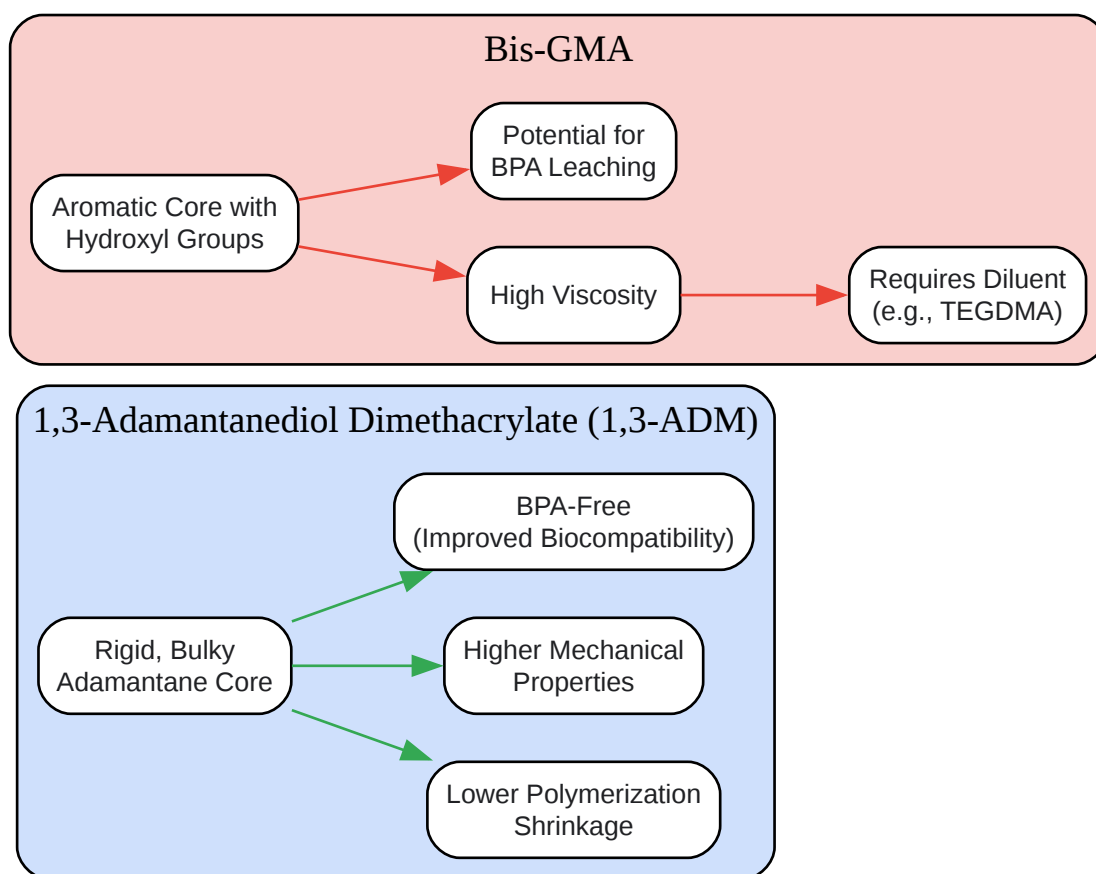 Bis-GMA
Potential for
BPA Leaching
Aromatic Core with
Hydroxyl Groups
High Viscosity
Requires Diluent
(e.g., TEGDMA)
1,3-Adamantanediol Dimethacrylate (1,3-ADM)
BPA-Free
(Improved Biocompatibility)
Rigid, Bulky
Adamantane Core
Higher Mechanical
Properties
Lower Polymerization
Shrinkage